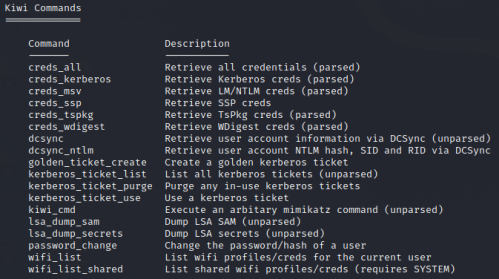 Kiwi Commands
=============
Command Description
------- -----------
creds_all Retrieve all credentials (parsed)
creds_kerberos Retrieve Kerberos creds (parsed)
creds_msv Retrieve LM/NTLM creds (parsed)
creds_ssp Retrieve SSP creds
creds_tspkg Retrieve TsPkg creds (parsed)
creds_wdigest Retrieve WDigest creds (parsed)
dcsync Retrieve user account information via DCSync (unparsed)
dcsync_ntlm Retrieve user account NTLM hash, SID and RID via DCSync
golden_ticket_create Create a golden kerberos ticket
kerberos_ticket_list List all kerberos tickets (unparsed)
kerberos_ticket_purge Purge any in-use kerberos tickets
kerberos_ticket_use Use a kerberos ticket
kiwi_cmd Execute an arbitary mimikatz command (unparsed)
lsa_dump_sam Dump LSA SAM (unparsed)
lsa_dump_secrets Dump LSA secrets (unparsed)
password_change Change the password/hash of a user
wifi_list List wifi profiles/creds for the current user
wifi_list_shared List shared wifi profiles/creds (requires SYSTEM)